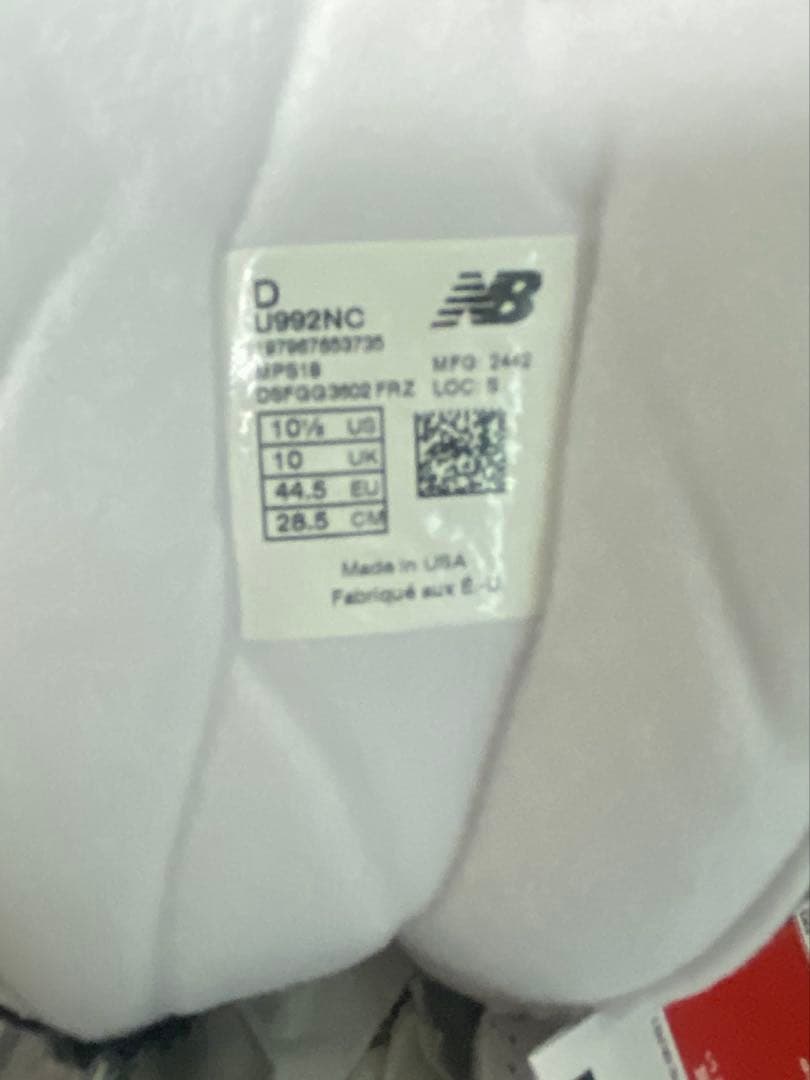 D
NB
U992NC
197967653735
MPS18
MFG: 2442
DSFGG3602 FRZ LOC: S
10½ US
10 UK
44.5 EU
28.5 CM
Made in USA
Fabriqué aux É.-U.